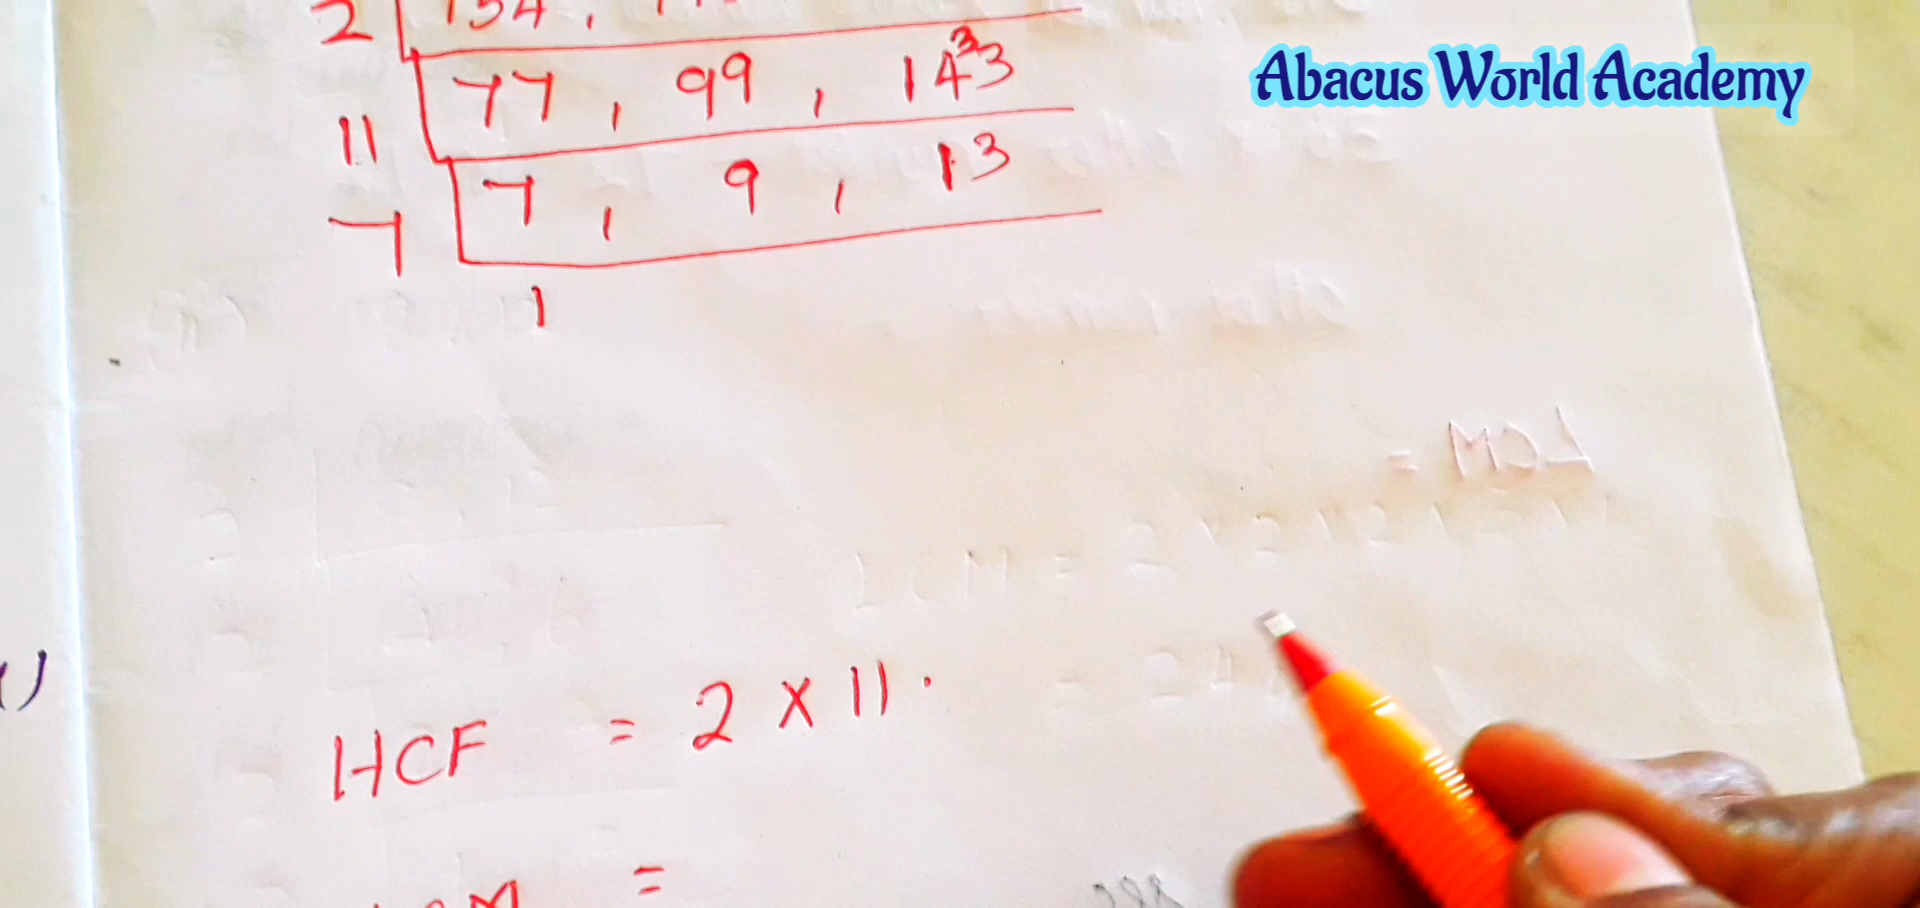 2 154,
Abacus World Academy
11 77, 99, 143
7 7, 9, 13
1
HCF = 2 × 11.
=